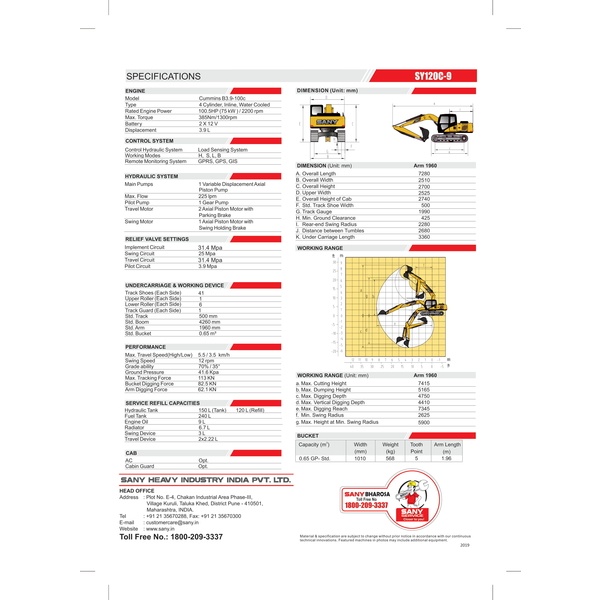 SPECIFICATIONS
SY120C-9
ENGINE
Model Cummins B3.9-100c
Type 4 Cylinder, Inline, Water Cooled
Rated Engine Power 100.5HP (75 kW ) / 2200 rpm
Max. Torque 385Nm/1300rpm
Battery 2 X 12 V
Displacement 3.9 L
CONTROL SYSTEM
Control Hydraulic System Load Sensing System
Working Modes H, S, L, B
Remote Monitoring System GPRS, GPS, GIS
HYDRAULIC SYSTEM
Main Pumps 1 Variable Displacement Axial
Piston Pump
Max. Flow 225 lpm
Pilot Pump 1 Gear Pump
Travel Motor 2 Axial Piston Motor with
Parking Brake
Swing Motor 1 Axial Piston Motor with
Swing Holding Brake
RELIEF VALVE SETTINGS
Implement Circuit 31.4 Mpa
Swing Circuit 25 Mpa
Travel Circuit 31.4 Mpa
Pilot Circuit 3.9 Mpa
UNDERCARRIAGE & WORKING DEVICE
Track Shoes (Each Side) 41
Upper Roller (Each Side) 1
Lower Roller (Each Side) 6
Track Guard (Each Side) 1
Std. Track 500 mm
Std. Boom 4260 mm
Std. Arm 1960 mm
Std. Bucket 0.65 m³
PERFORMANCE
Max. Travel Speed(High/Low) 5.5 / 3.5 km/h
Swing Speed 12 rpm
Grade ability 70% / 35°
Ground Pressure 41.6 Kpa
Max. Tracking Force 113 KN
Bucket Digging Force 82.5 KN
Arm Digging Force 62.1 KN
SERVICE REFILL CAPACITIES
Hydraulic Tank 150 L (Tank) 120 L (Refill)
Fuel Tank 240 L
Engine Oil 9 L
Radiator 6.7 L
Swing Device 3 L
Travel Device 2x2.22 L
CAB
AC Opt.
Cabin Guard Opt.
DIMENSION (Unit: mm)
SANY
DIMENSION (Unit: mm) Arm 1960
A. Overall Length 7280
B. Overall Width 2510
C. Overall Height 2700
D. Upper Width 2525
E. Overall Height of Cab 2740
F. Std. Track Shoe Width 500
G. Track Gauge 1990
H. Min. Ground Clearance 425
I. Rear-end Swing Radius 2280
J. Distance between Tumbles 2680
K. Under Carriage Length 3360
WORKING RANGE
WORKING RANGE (Unit: mm) Arm 1960
a. Max. Cutting Height 7415
b. Max. Dumping Height 5165
c. Max. Digging Depth 4750
d. Max. Vertical Digging Depth 4410
e. Max. Digging Reach 7345
f. Min. Swing Radius 2625
g. Max. Height at Min. Swing Radius 5900
BUCKET
Capacity (m³) Width (mm) Weight (kg) Tooth Point Arm Length (m)
0.65 GP- Std. 1010 568 5 1.96
SANY HEAVY INDUSTRY INDIA PVT. LTD.
HEAD OFFICE
Address : Plot No. E-4, Chakan Industrial Area Phase-III,
Village Kuruli, Taluka Khed, District Pune - 410501.
Maharashtra, INDIA.
Tel : +91 21 35670288, Fax: +91 21 35670300
E-mail : customercare@sany.in
Website : www.sany.in
Toll Free No.: 1800-209-3337
SANY BHAROSA
Toll Free No
1800-209-3337
SANY
Material & specification are subject to change without prior notice in accordance with our continuous
technical innovations. Featured machines in photos may include additional equipment.
2019